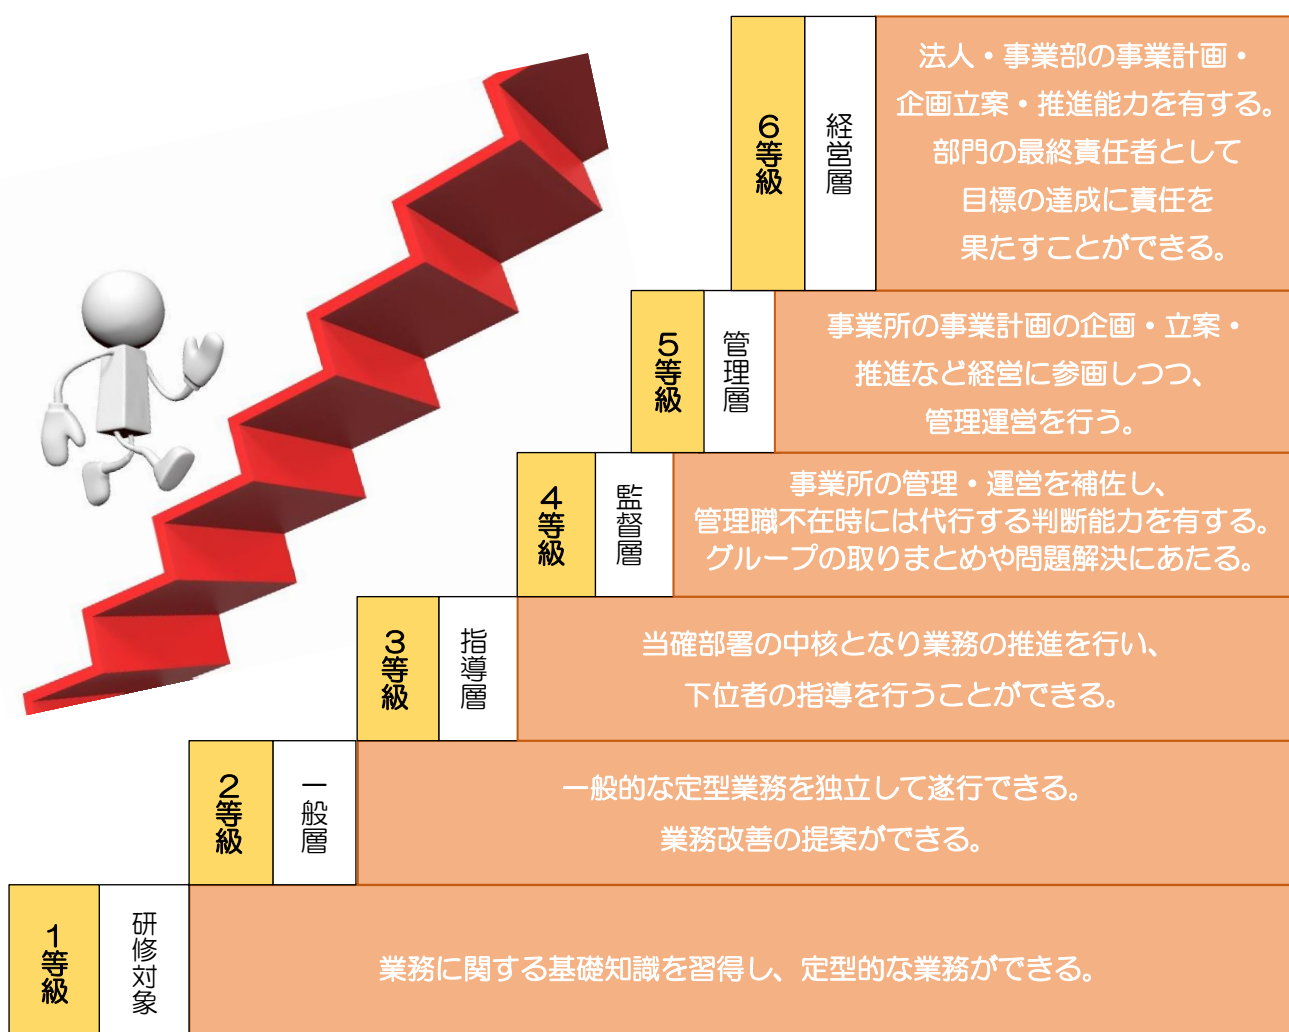 6等級
経営層
法人・事業部の事業計画・
企画立案・推進能力を有する。
部門の最終責任者として
目標の達成に責任を
果たすことができる。
5等級
管理層
事業所の事業計画の企画・立案・
推進など経営に参画しつつ、
管理運営を行う。
4等級
監督層
事業所の管理・運営を補佐し、
管理職不在時には代行する判断能力を有する。
グループの取りまとめや問題解決にあたる。
3等級
指導層
当確部署の中核となり業務の推進を行い、
下位者の指導を行うことができる。
2等級
一般層
一般的な定型業務を独立して遂行できる。
業務改善の提案ができる。
1等級
研修対象
業務に関する基礎知識を習得し、定型的な業務ができる。